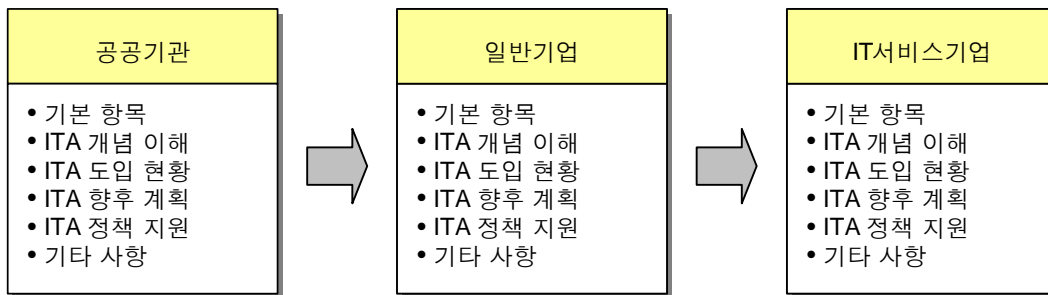 공공기관
• 기본 항목
• ITA 개념 이해
• ITA 도입 현황
• ITA 향후 계획
• ITA 정책 지원
• 기타 사항
일반기업
• 기본 항목
• ITA 개념 이해
• ITA 도입 현황
• ITA 향후 계획
• ITA 정책 지원
• 기타 사항
IT서비스기업
• 기본 항목
• ITA 개념 이해
• ITA 도입 현황
• ITA 향후 계획
• ITA 정책 지원
• 기타 사항